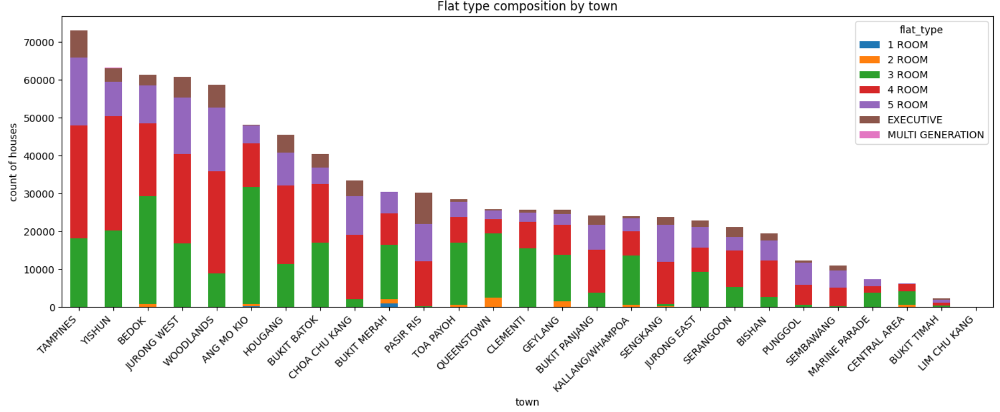 Flat type composition by town
count of houses
70000
60000
50000
40000
30000
20000
10000
0
flat_type
1 ROOM
2 ROOM
3 ROOM
4 ROOM
5 ROOM
EXECUTIVE
MULTI GENERATION
TAMPINES
YISHUN
BEDOK
JURONG WEST
WOODLANDS
ANG MO KIO
HOUGANG
BUKIT BATOK
CHOA CHU KANG
BUKIT MERAH
PASIR RIS
TOA PAYOH
QUEENSTOWN
CLEMENTI
GEYLANG
BUKIT PANJANG
KALLANG/WHAMPOA
SENGKANG
JURONG EAST
SERANGOON
BISHAN
PUNGGOL
SEMBAWANG
MARINE PARADE
CENTRAL AREA
BUKIT TIMAH
LIM CHU KANG
town